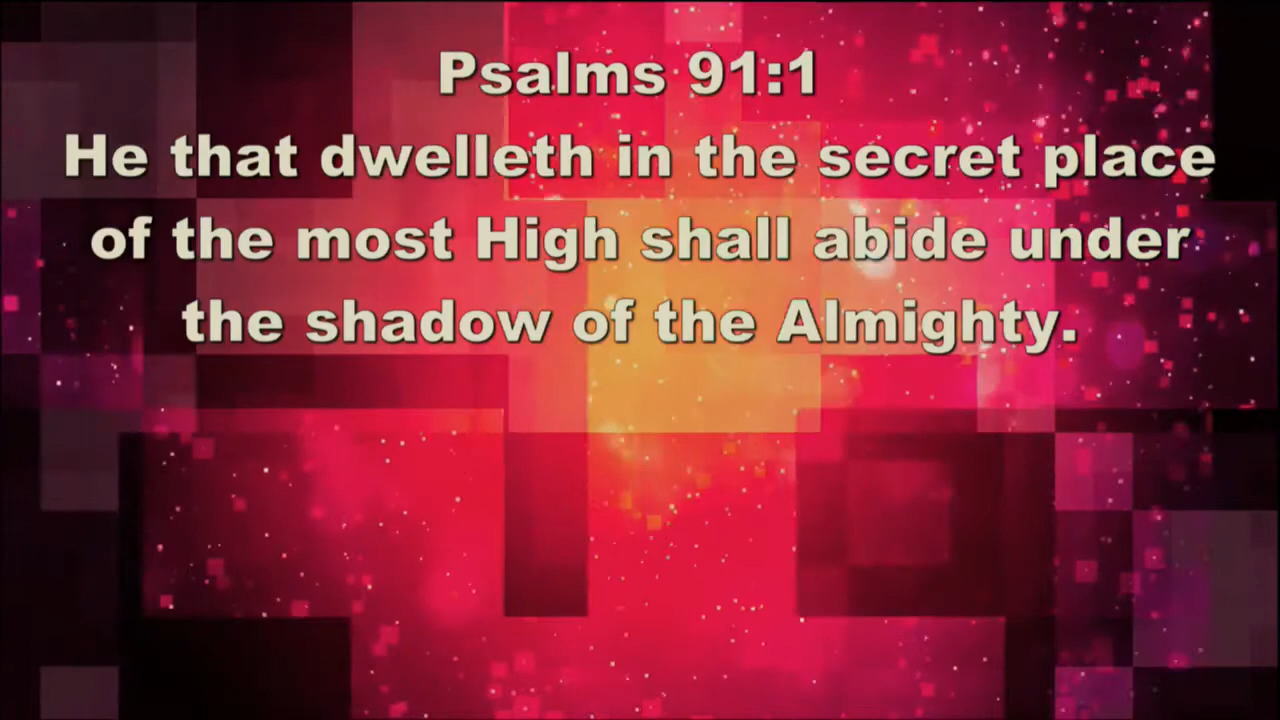 Psalms 91:1
He that dwelleth in the secret place
of the most High shall abide under
the shadow of the Almighty.